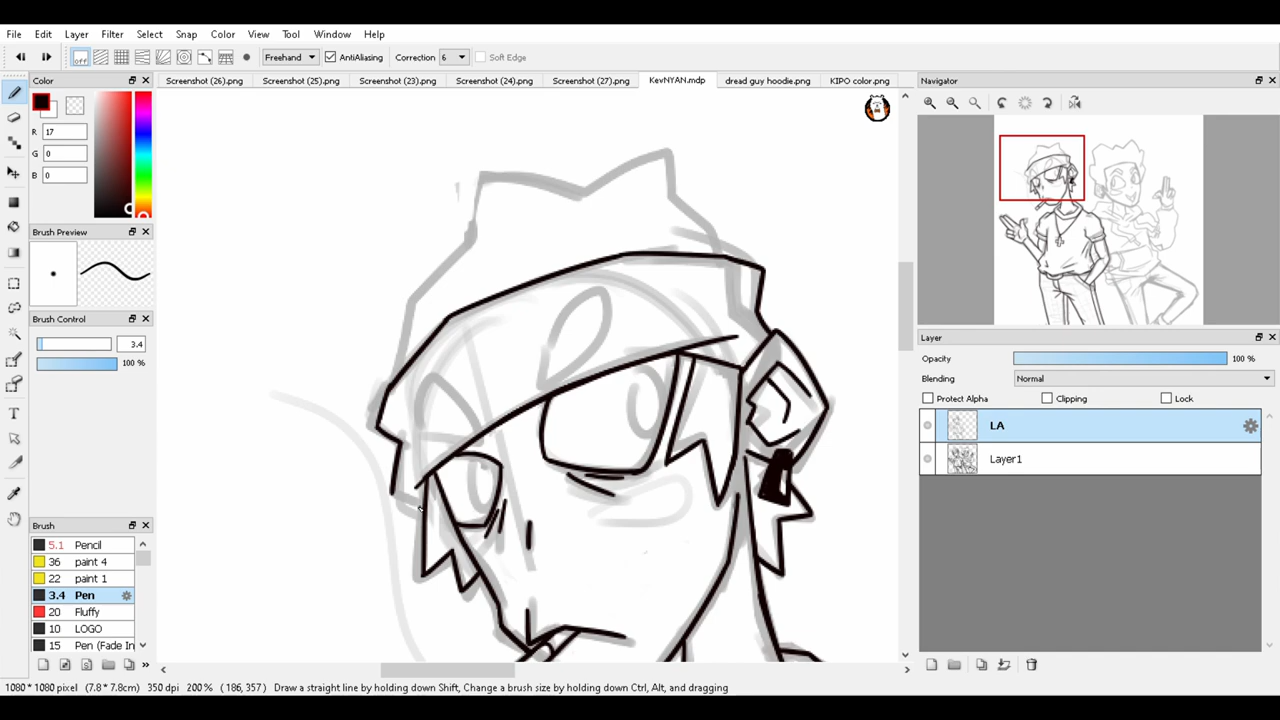 File Edit Layer Filter Select Snap Color View Tool Window Help
off Freehand AntiAliasing Correction 6 Soft Edge
Color Screenshot (26).png Screenshot (25).png Screenshot (23).png Screenshot (24).png Screenshot (27).png KevNYAN.mdp dread guy hoodie.png KIPO color.png Navigator
R 17
G 0
B 0
Brush Preview
Brush Control
3.4
100 %
Layer
Opacity 100 %
Blending Normal
Protect Alpha Clipping Lock
LA
Layer1
Brush
5.1 Pencil
36 paint 4
22 paint 1
3.4 Pen
20 Fluffy
10 LOGO
15 Pen (Fade In
1080 * 1080 pixel (7.8 * 7.8cm) 350 dpi 200 % ( 186, 357 ) Draw a straight line by holding down Shift, Change a brush size by holding down Ctrl, Alt, and dragging